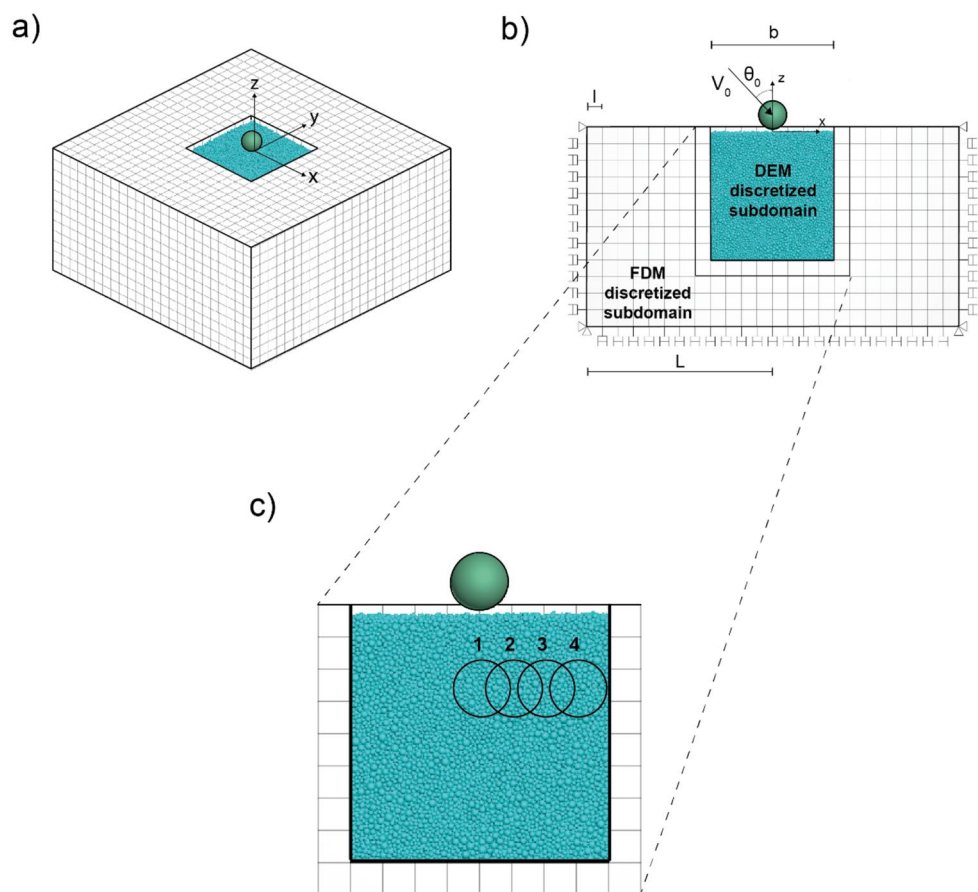 a)
z
y
x
b)
b
V₀
θ₀
z
l
x
DEM
discretized
subdomain
FDM
discretized
subdomain
L
c)
1 2 3 4